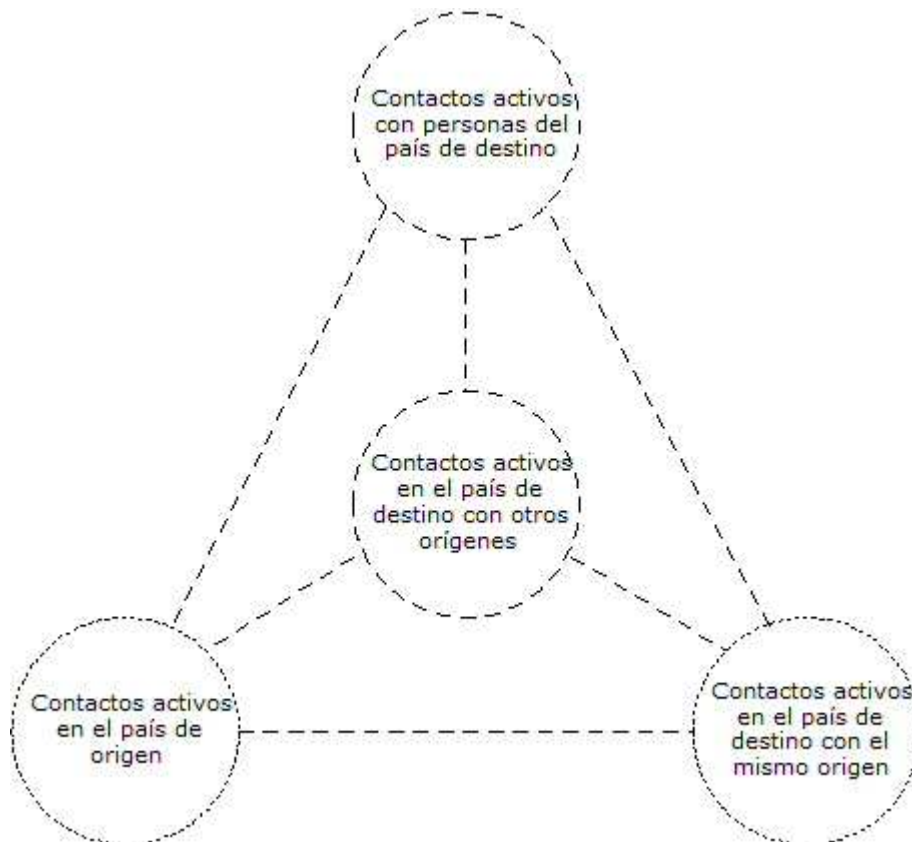 Contactos activos
con personas del
país de destino
Contactos activos
en el país de
destino con otros
orígenes
Contactos activos
en el país de
origen
Contactos activos
en el país de
destino con el
mismo origen